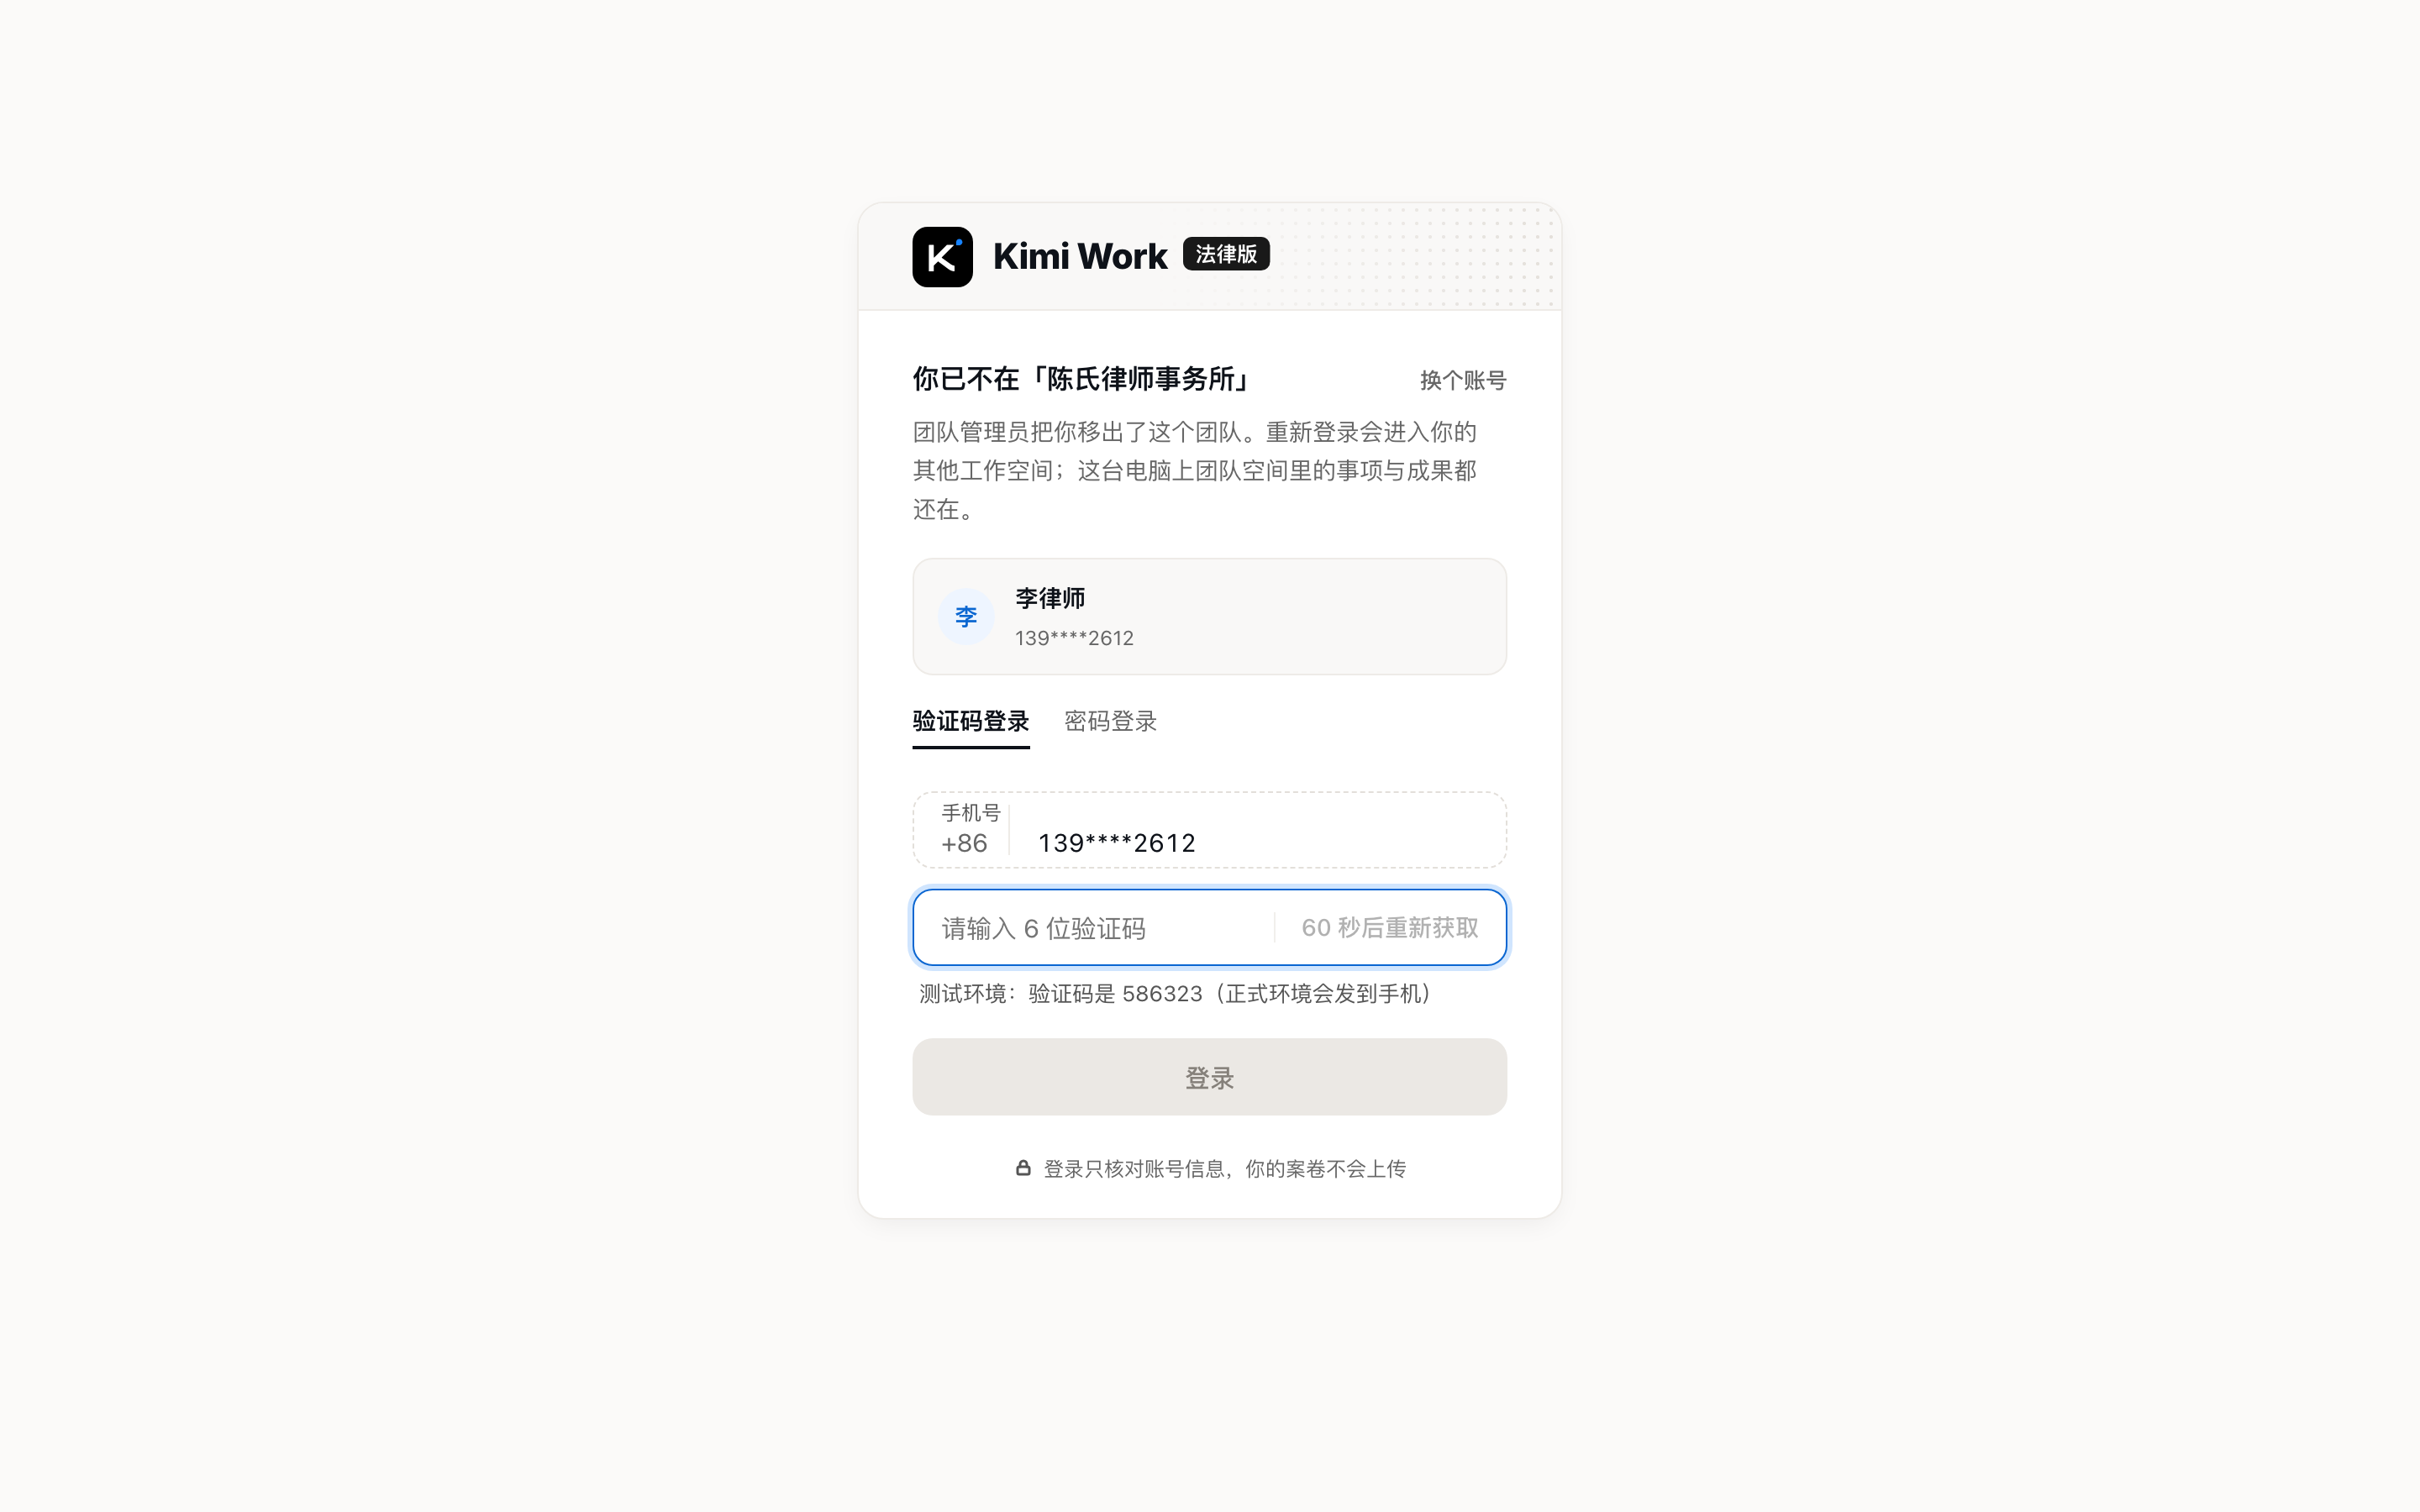 Kimi Work 法律版
你已不在「陈氏律师事务所」 换个账号
团队管理员把你移出了这个团队。重新登录会进入你的
其他工作空间；这台电脑上团队空间里的事项与成果都
还在。
李 李律师
139****2612
验证码登录 密码登录
手机号
+86 139****2612
请输入 6 位验证码 60 秒后重新获取
测试环境：验证码是 586323（正式环境会发到手机）
登录
登录只核对账号信息，你的案卷不会上传